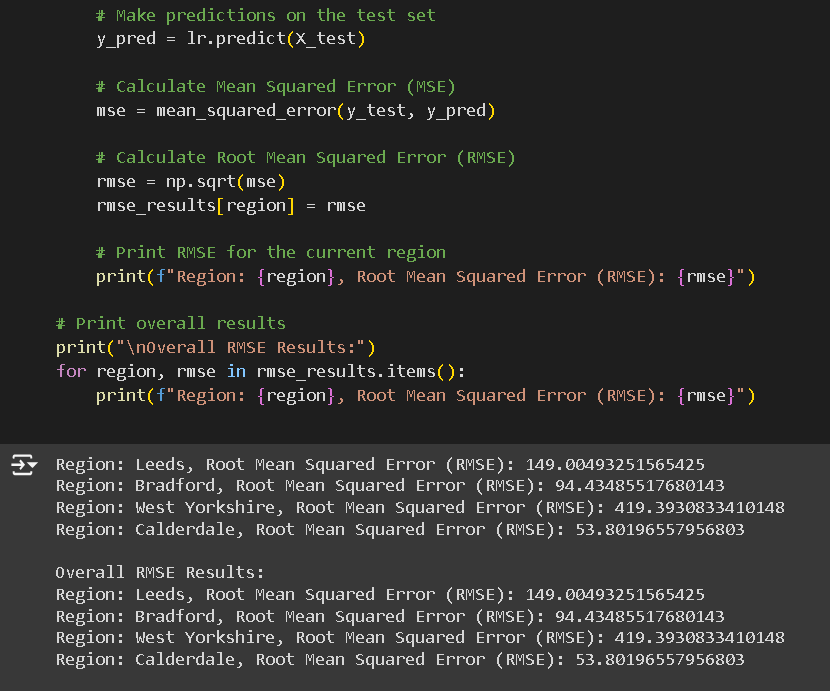 # Make predictions on the test set
y_pred = lr.predict(X_test)
# Calculate Mean Squared Error (MSE)
mse = mean_squared_error(y_test, y_pred)
# Calculate Root Mean Squared Error (RMSE)
rmse = np.sqrt(mse)
rmse_results[region] = rmse
# Print RMSE for the current region
print(f"Region: {region}, Root Mean Squared Error (RMSE): {rmse}")
# Print overall results
print("\nOverall RMSE Results:")
for region, rmse in rmse_results.items():
print(f"Region: {region}, Root Mean Squared Error (RMSE): {rmse}")
Region: Leeds, Root Mean Squared Error (RMSE): 149.00493251565425
Region: Bradford, Root Mean Squared Error (RMSE): 94.43485517680143
Region: West Yorkshire, Root Mean Squared Error (RMSE): 419.3930833410148
Region: Calderdale, Root Mean Squared Error (RMSE): 53.80196557956803
Overall RMSE Results:
Region: Leeds, Root Mean Squared Error (RMSE): 149.00493251565425
Region: Bradford, Root Mean Squared Error (RMSE): 94.43485517680143
Region: West Yorkshire, Root Mean Squared Error (RMSE): 419.3930833410148
Region: Calderdale, Root Mean Squared Error (RMSE): 53.80196557956803